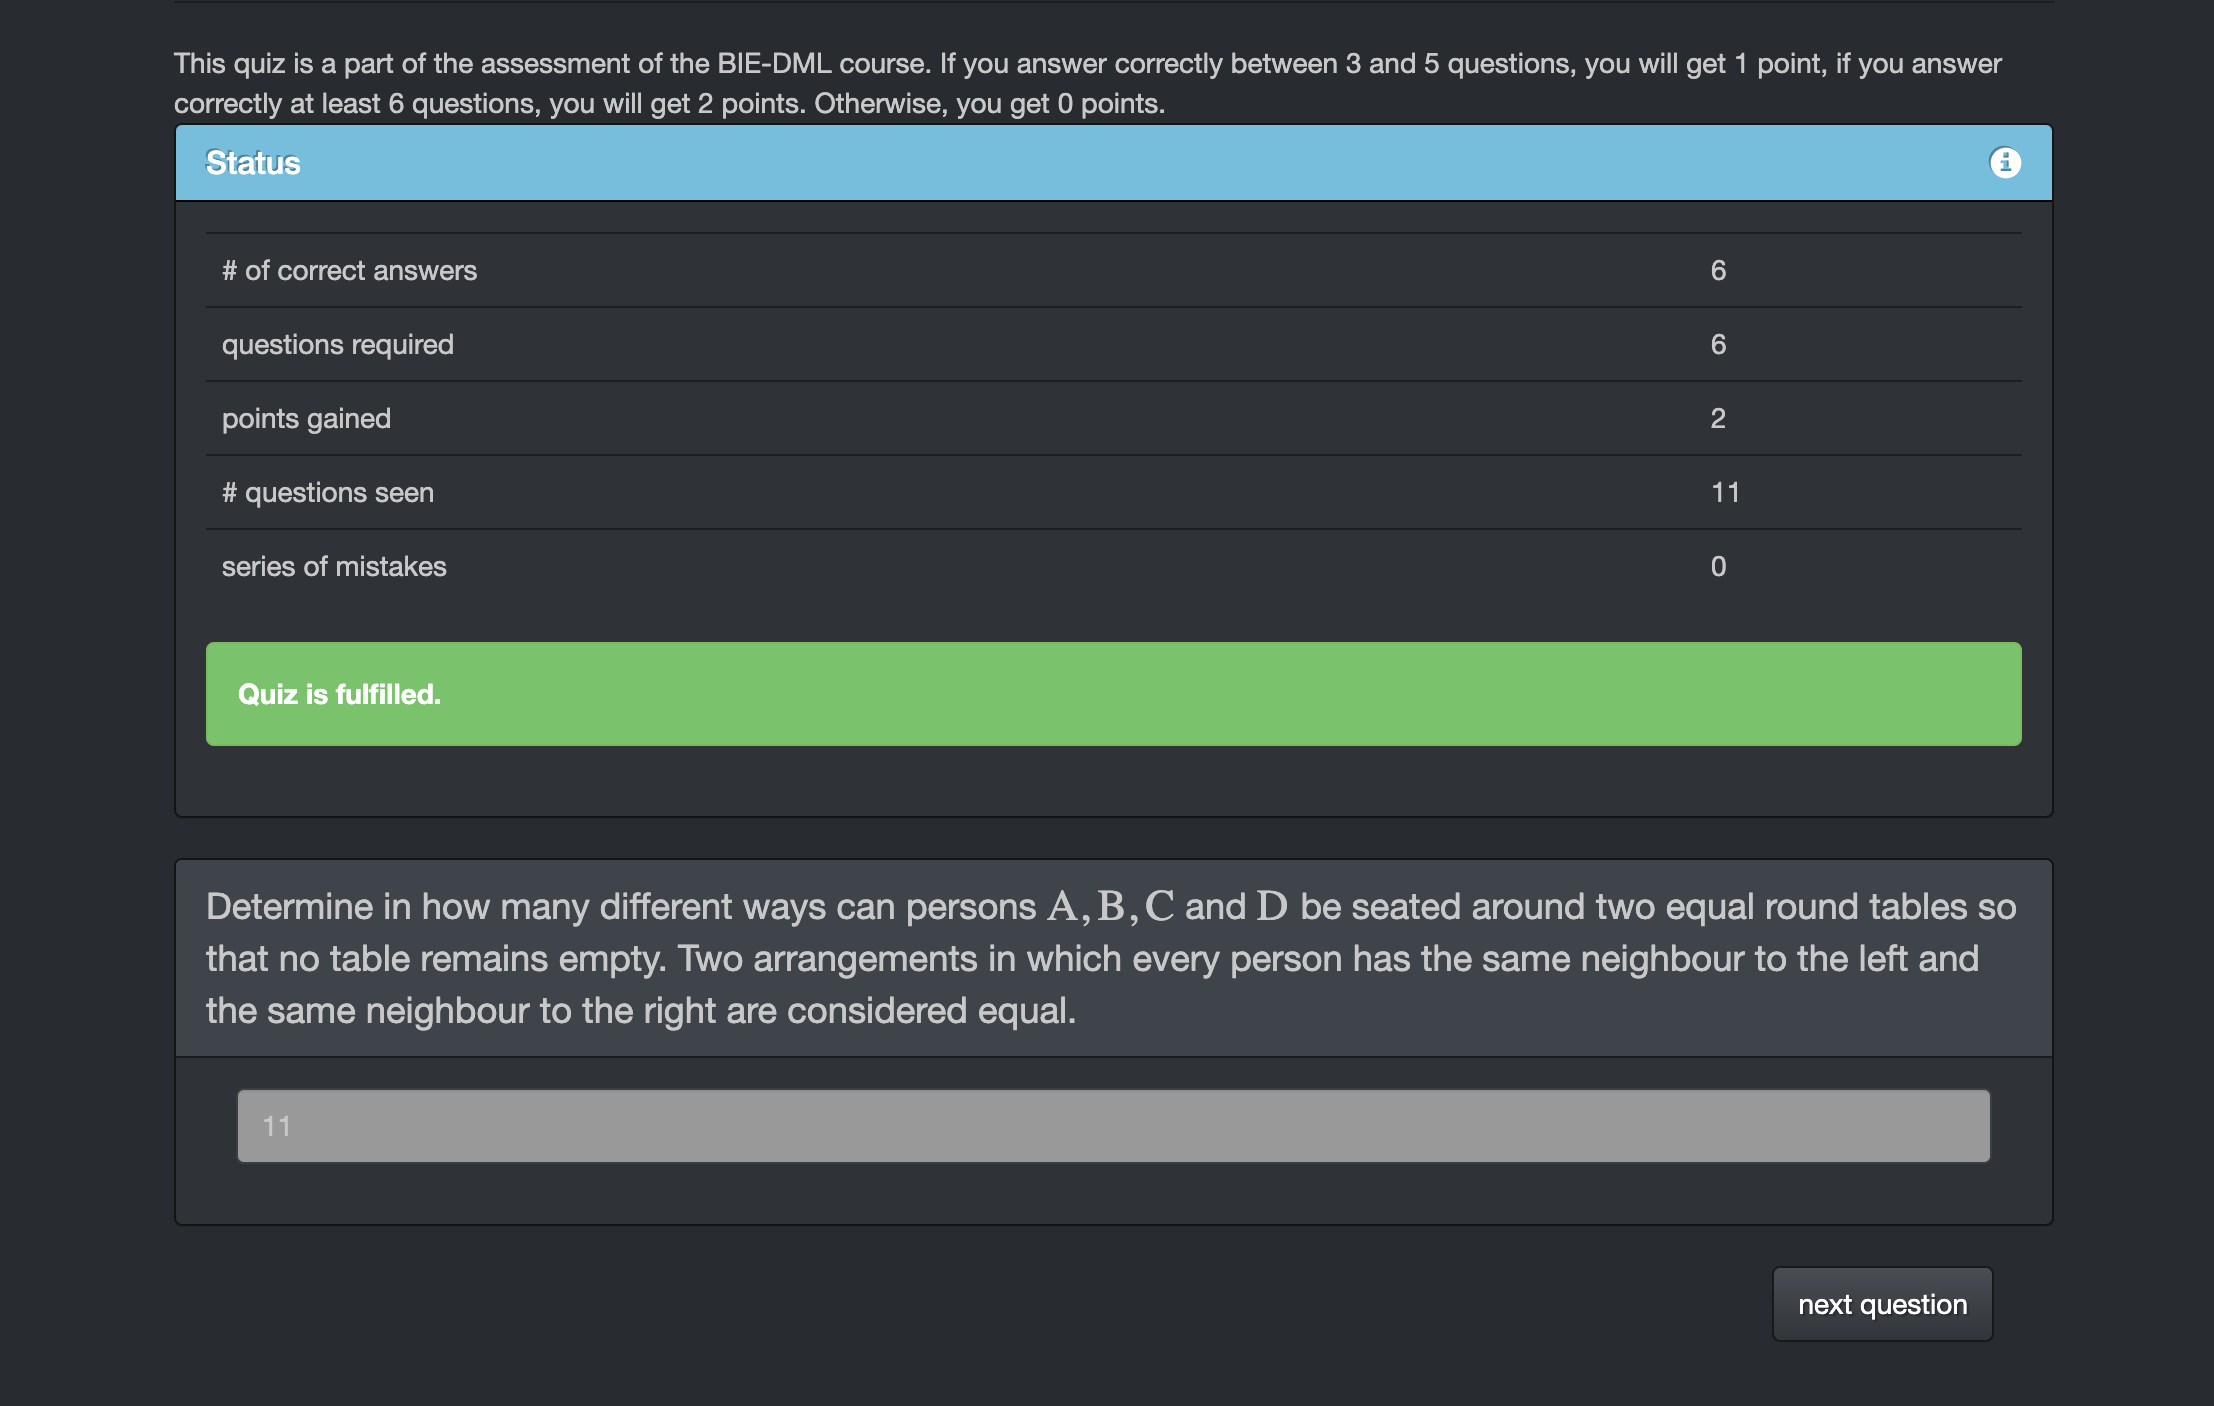 This quiz is a part of the assessment of the BIE-DML course. If you answer correctly between 3 and 5 questions, you will get 1 point, if you answer
correctly at least 6 questions, you will get 2 points. Otherwise, you get 0 points.
Status
# of correct answers 6
questions required 6
points gained 2
# questions seen 11
series of mistakes 0
Quiz is fulfilled.
Determine in how many different ways can persons A, B, C and D be seated around two equal round tables so
that no table remains empty. Two arrangements in which every person has the same neighbour to the left and
the same neighbour to the right are considered equal.
11
next question